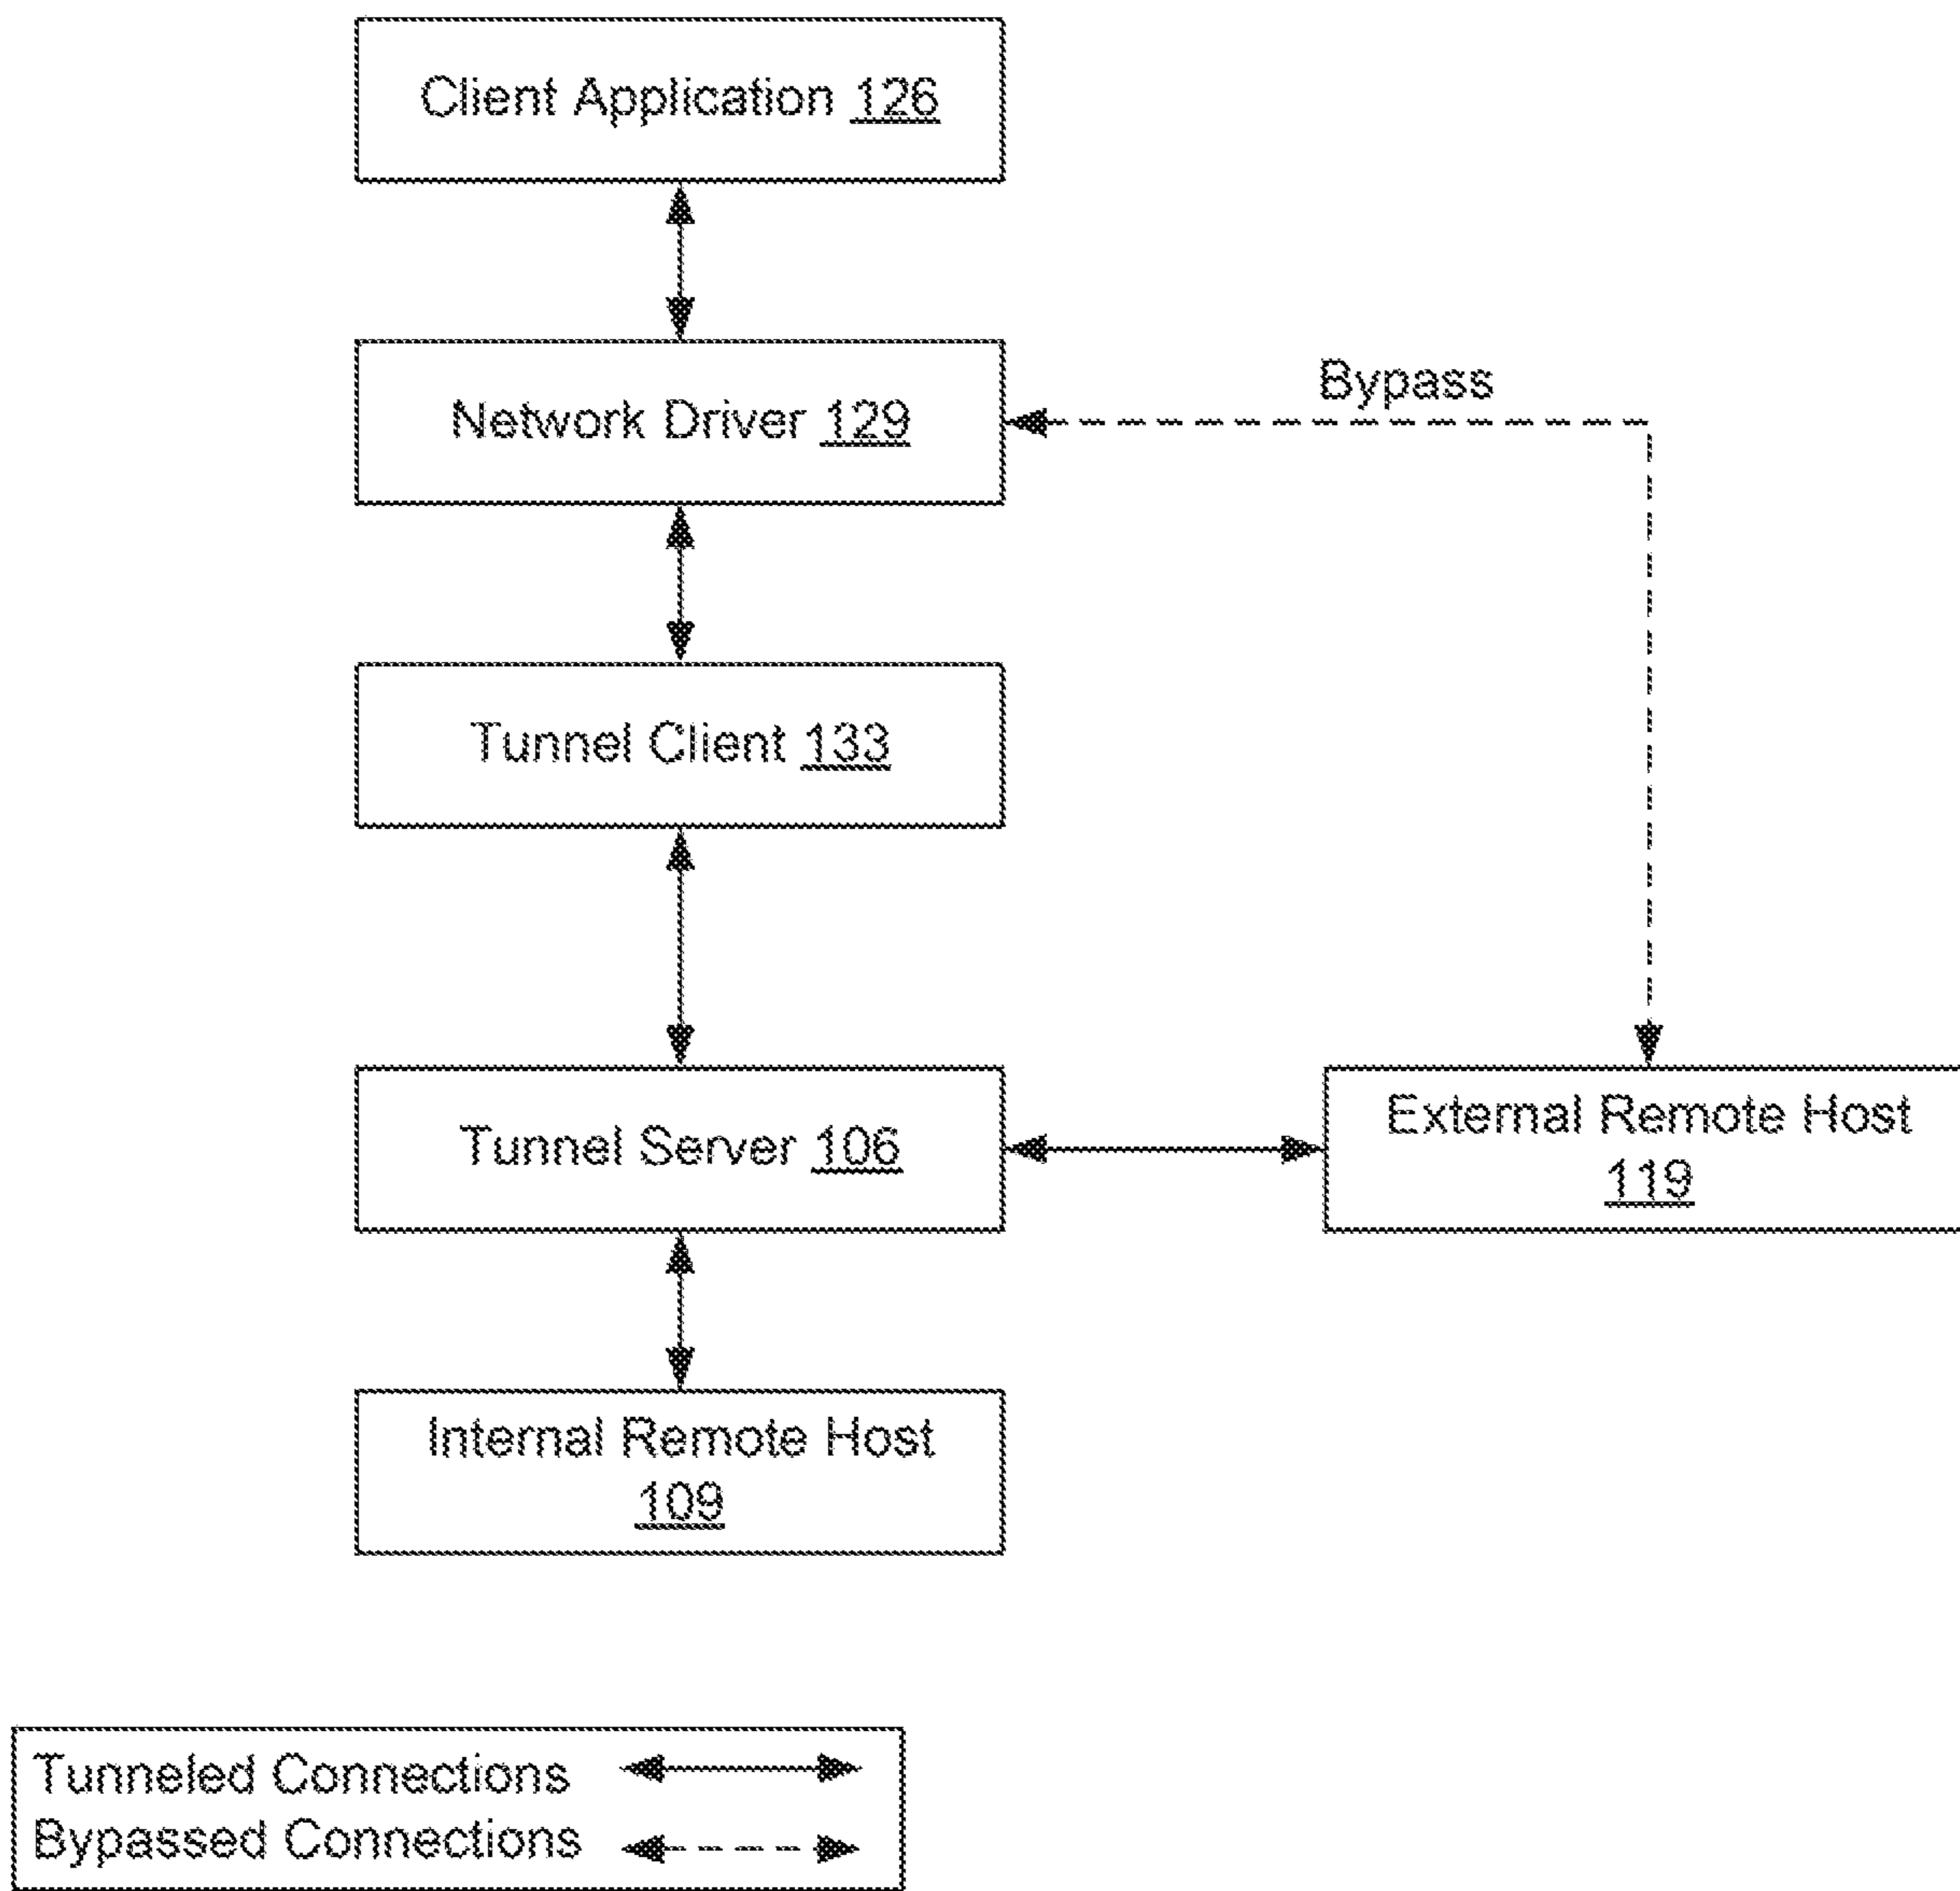 Client Application 126
Network Driver 129
Bypass
Tunnel Client 133
Tunnel Server 106
External Remote Host
119
Internal Remote Host
109
Tunneled Connections
Bypassed Connections